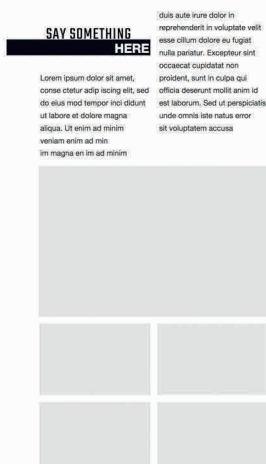 SAY SOMETHING
HERE
Lorem ipsum dolor sit amet,
conse ctetur adip iscing elit, sed
do eius mod tempor inci didunt
ut labore et dolore magna
aliqua. Ut enim ad minim
veniam enim ad min
im magna en im ad minim
duis aute irure dolor in
reprehenderit in voluptate velit
esse cillum dolore eu fugiat
nulla pariatur. Excepteur sint
occaecat cupidatat non
proident, sunt in culpa qui
officia deserunt mollit anim id
est laborum. Sed ut perspiciatis
unde omnis iste natus error
sit voluptatem accusa